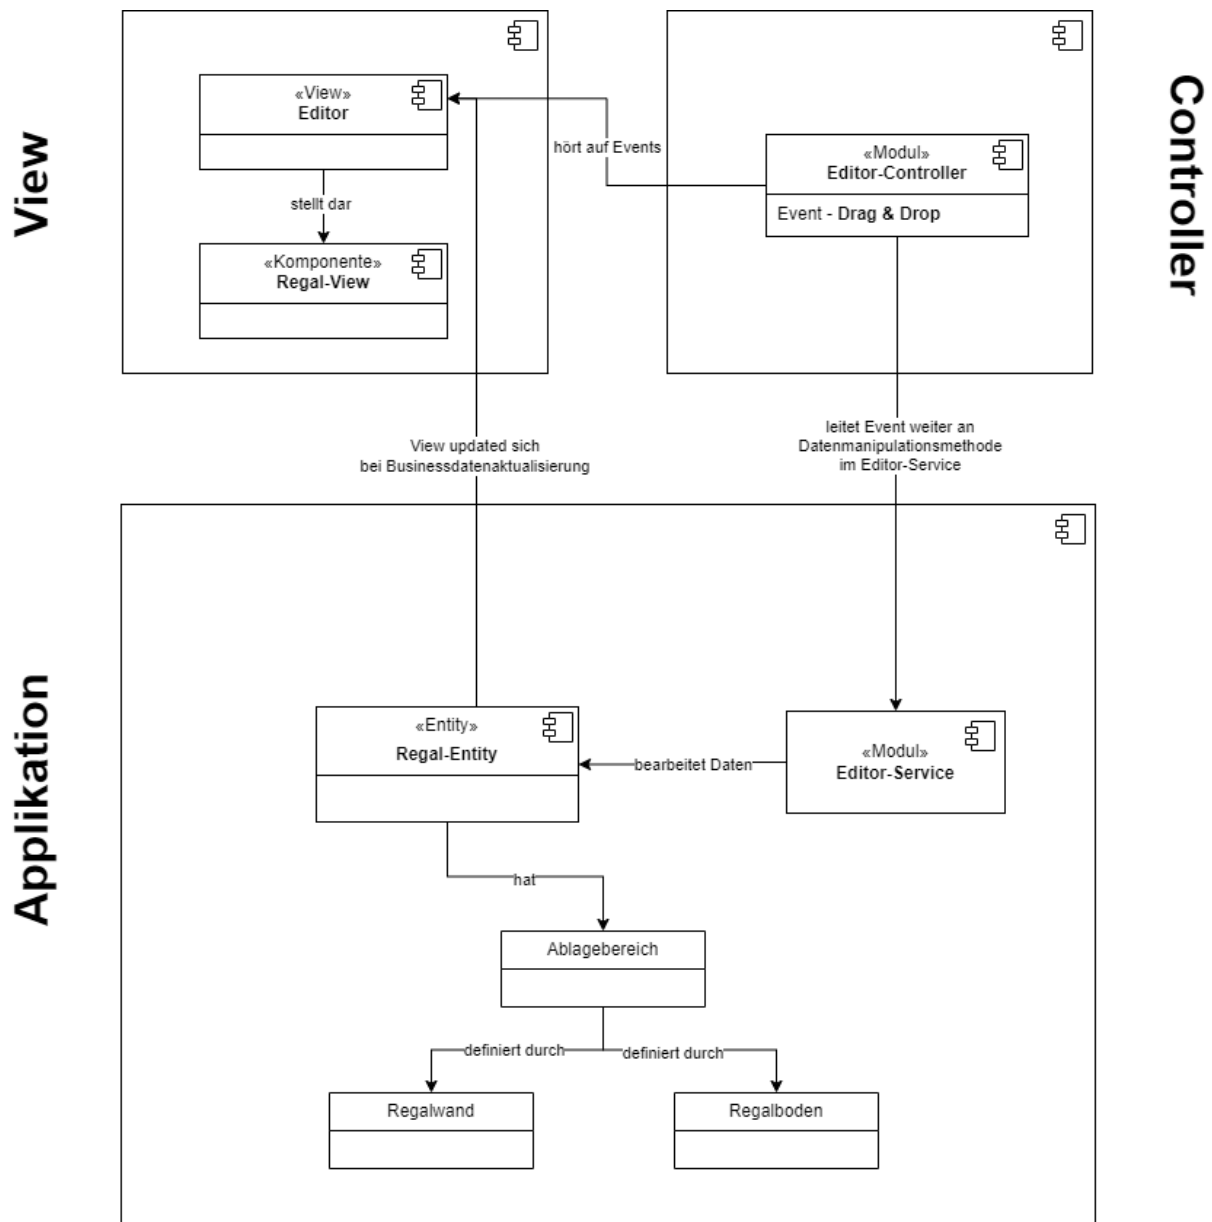 View
«View»
Editor
stellt dar
«Komponente»
Regal-View
hört auf Events
Controller
«Modul»
Editor-Controller
Event - Drag & Drop
View updated sich
bei Businessdatenaktualisierung
leitet Event weiter an
Datenmanipulationsmethode
im Editor-Service
Applikation
«Entity»
Regal-Entity
bearbeitet Daten
«Modul»
Editor-Service
hat
Ablagebereich
definiert durch
definiert durch
Regalwand
Regalboden